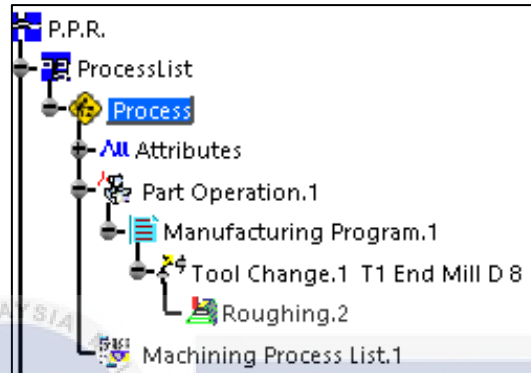 P.P.R.
ProcessList
Process
Attributes
Part Operation.1
Manufacturing Program.1
Tool Change.1 T1 End Mill D 8
Roughing.2
Machining Process List.1